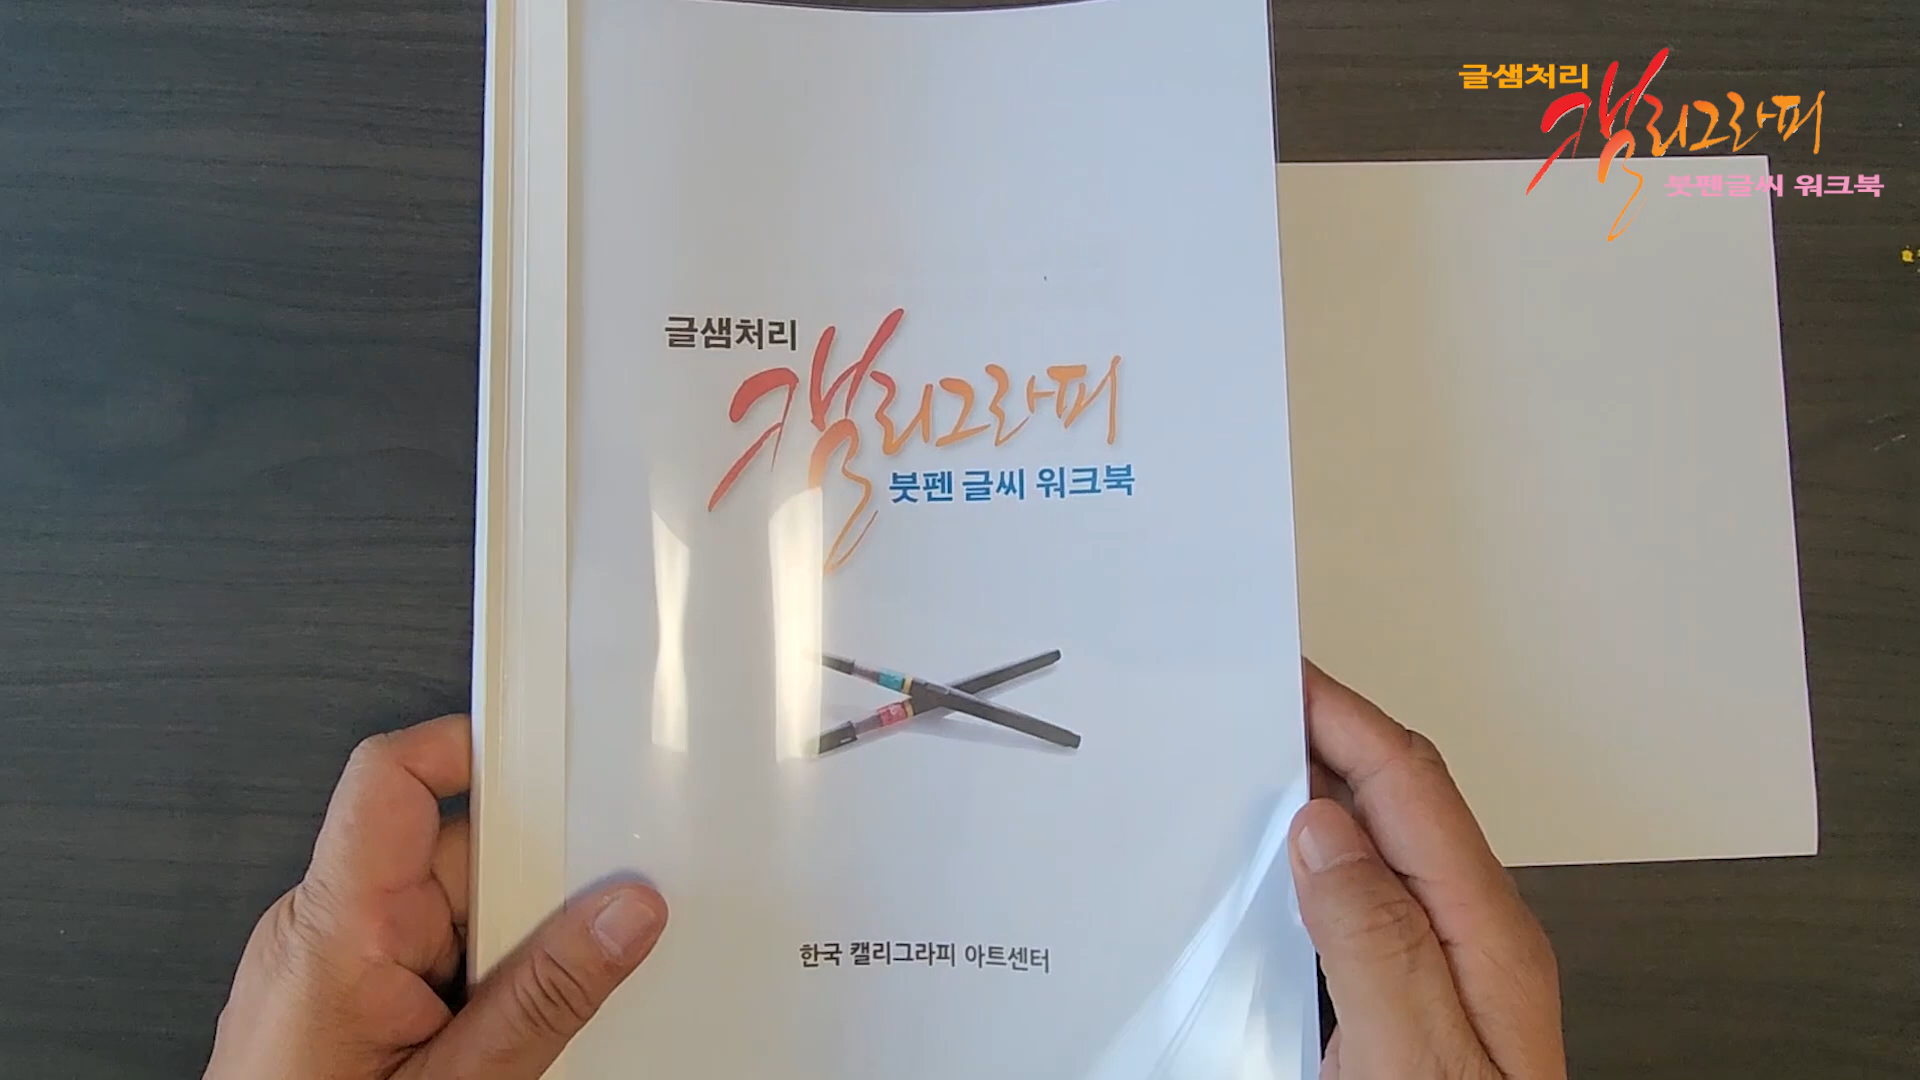 글샘처리
캘리그라피
붓펜글씨 워크북
글샘처리
캘리그라피
붓펜 글씨 워크북
한국 캘리그라피 아트센터